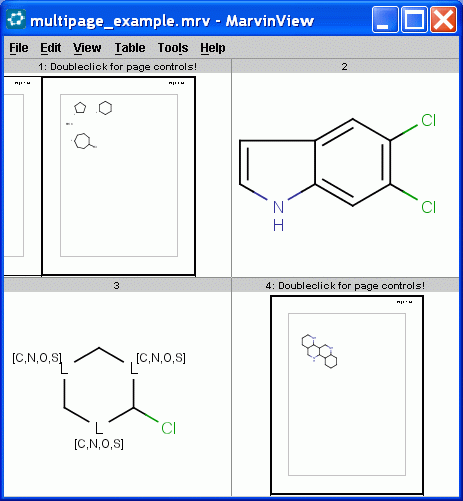 multipage_example.mrv - MarvinView
File Edit View Table Tools Help
1: Doubleclick for page controls!
2
Cl
Cl
N
H
3
4: Doubleclick for page controls!
[C,N,O,S]
L
[C,N,O,S]
L
L
Cl
[C,N,O,S]